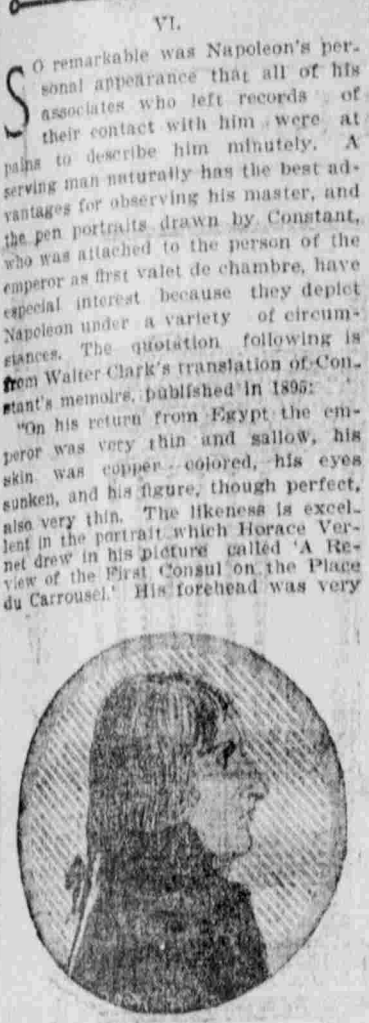 VI.
SO remarkable was Napoleon's per-
sonal appearance that all of his
associates who left records of
their contact with him were at
pains to describe him minutely. A
serving man naturally has the best ad-
vantages for observing his master, and
the pen portraits drawn by Constant,
who was attached to the person of the
emperor as first valet de chambre, have
especial interest because they depict
Napoleon under a variety of circum-
stances. The quotation following is
from Walter Clark's translation of Con-
stant's memoirs, published in 1895:
"On his return from Egypt the em-
peror was very thin and sallow, his
skin was copper colored, his eyes
sunken, and his figure, though perfect,
also very thin. The likeness is excel-
lent in the portrait which Horace Ver-
net drew in his picture called 'A Re-
view of the First Consul on the Place
du Carrousel.' His forehead was very